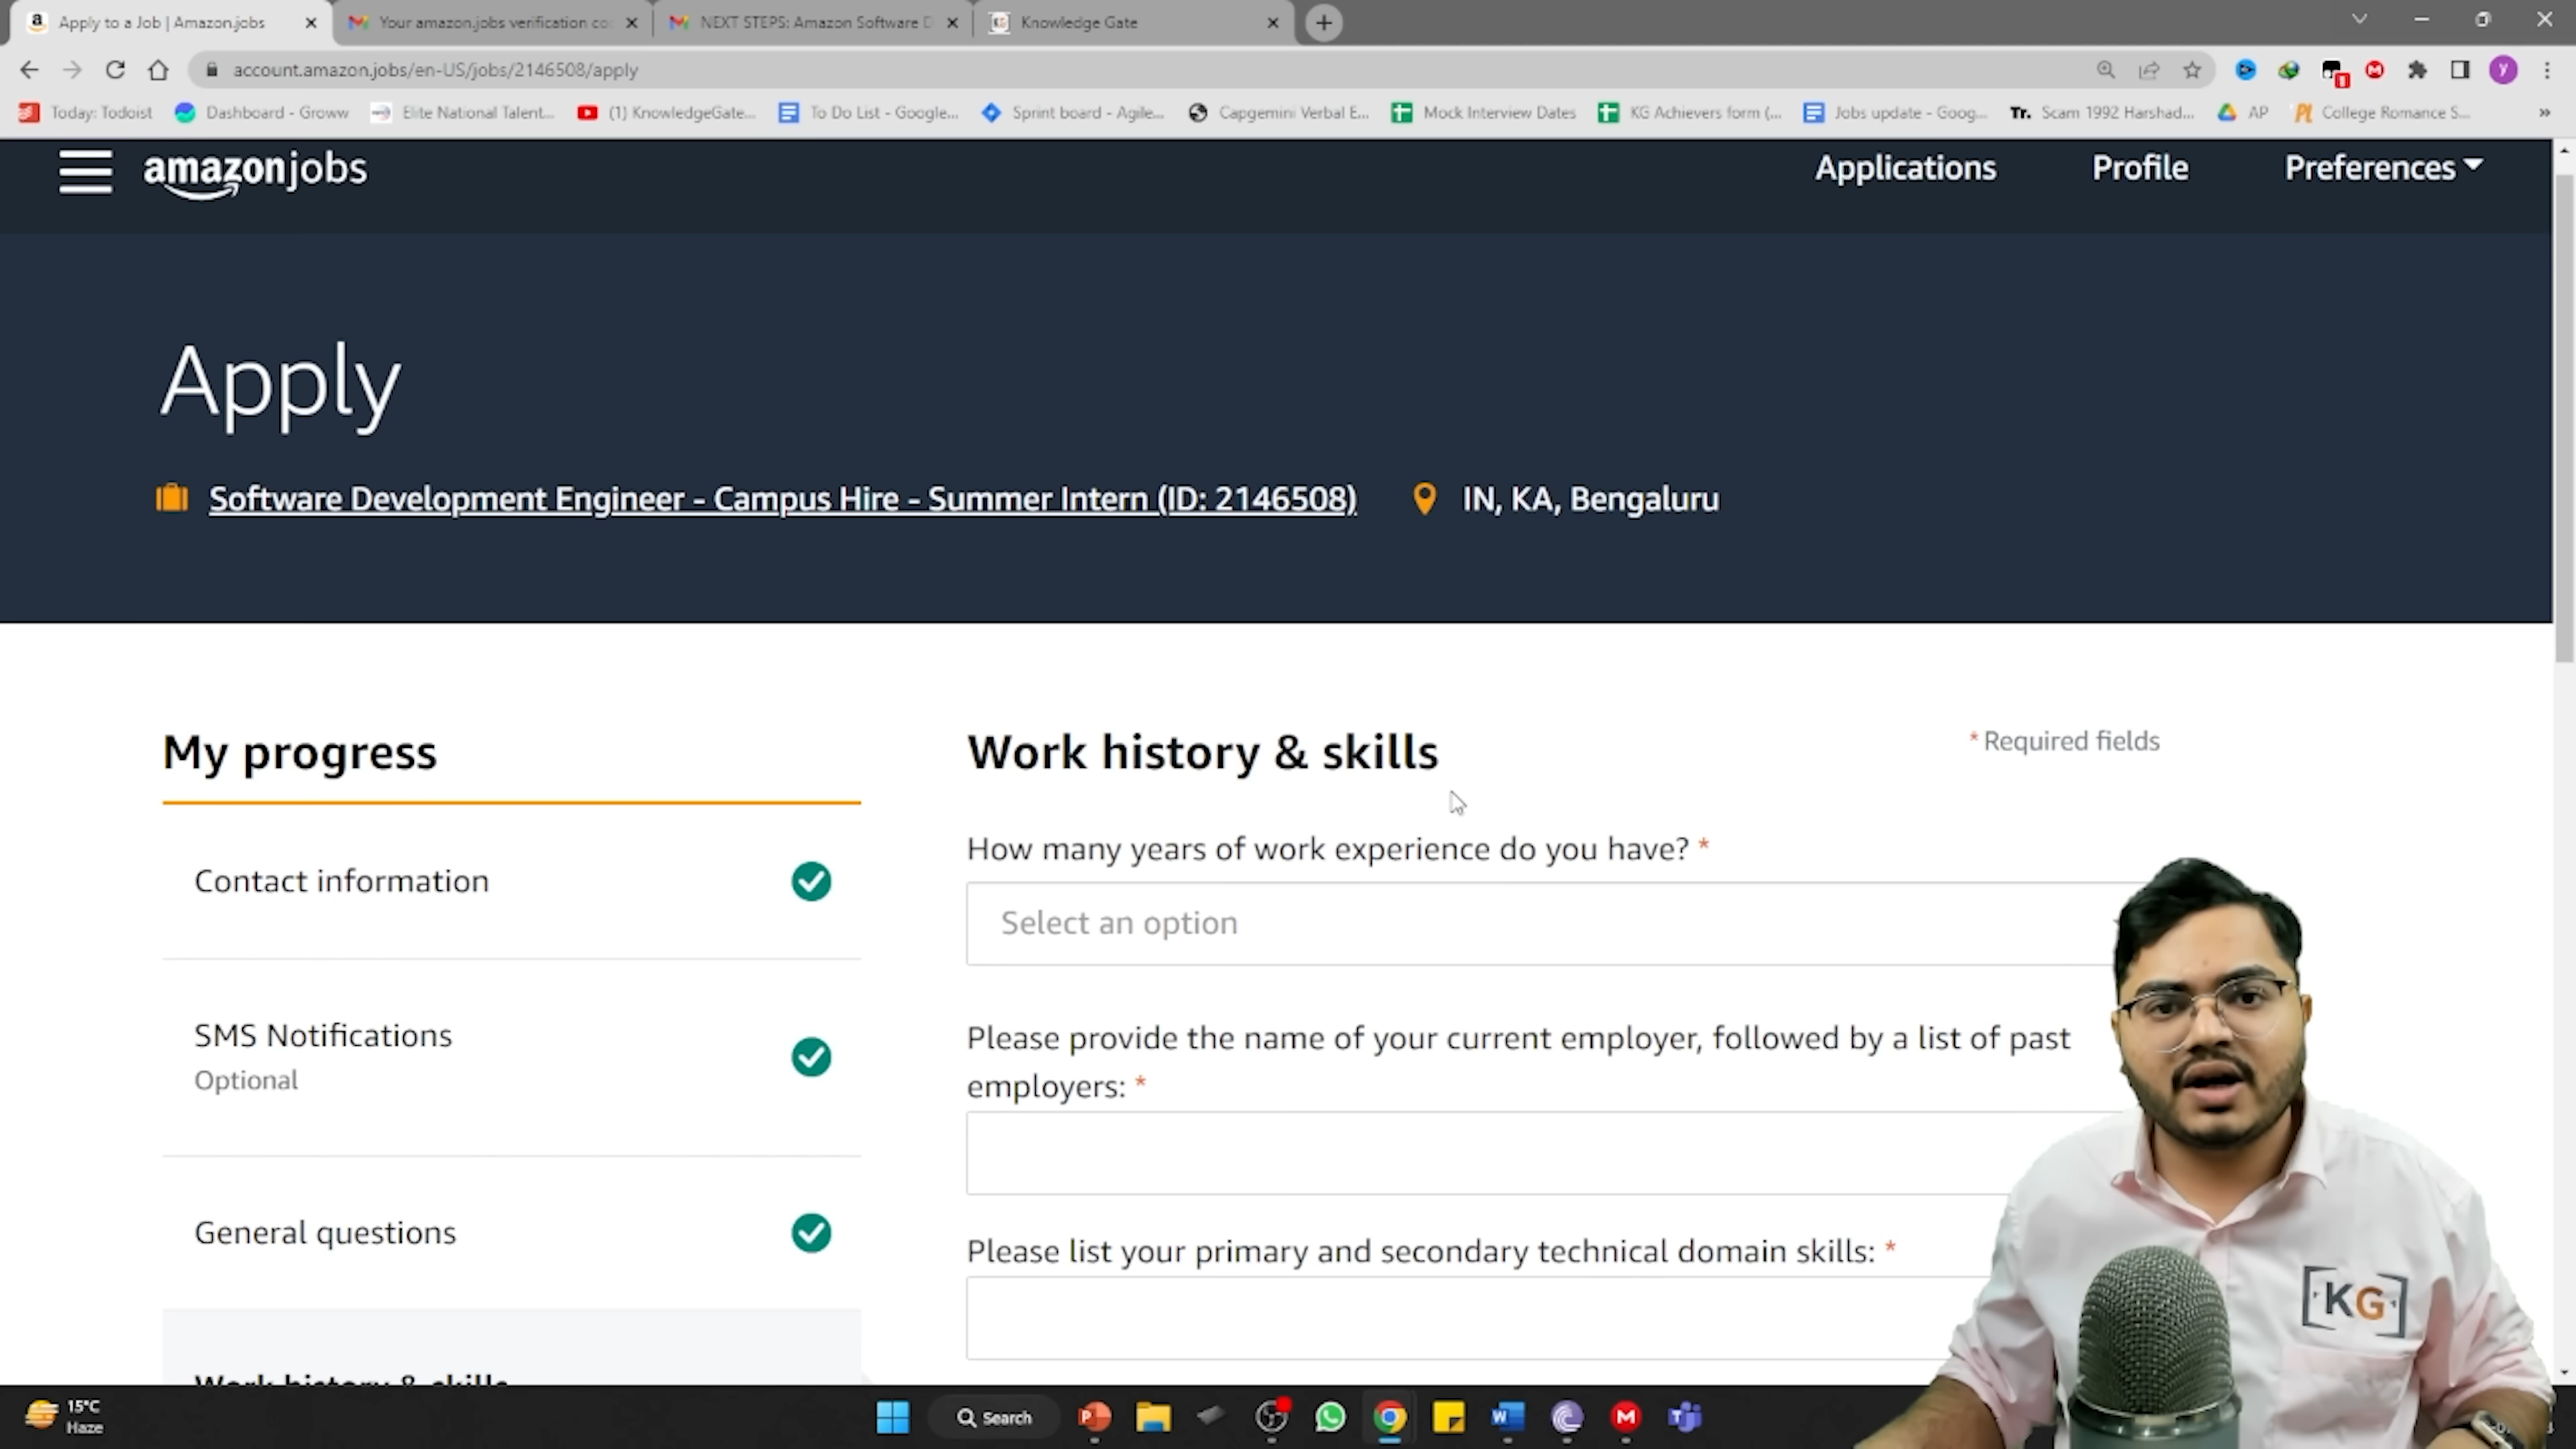 Apply to a Job | Amazon.jobs
Your amazon.jobs verification co
NEXT STEPS: Amazon Software D
Knowledge Gate
account.amazon.jobs/en-US/jobs/2146508/apply
y
Today: Todoist
Dashboard - Groww
Elite National Talent...
(1) KnowledgeGate...
To Do List - Google...
Sprint board - Agile...
Capgemini Verbal E...
Mock Interview Dates
KG Achievers form (...
Jobs update - Goog...
Tr. Scam 1992 Harshad...
AP
College Romance S...
»
amazonjobs
Applications
Profile
Preferences
Apply
Software Development Engineer - Campus Hire - Summer Intern (ID: 2146508)
IN, KA, Bengaluru
My progress
Contact information
SMS Notifications
Optional
General questions
Work history & skills
Work history & skills
* Required fields
How many years of work experience do you have? *
Select an option
Please provide the name of your current employer, followed by a list of past
employers: *
Please list your primary and secondary technical domain skills: *
KG
15°C
Haze
Search